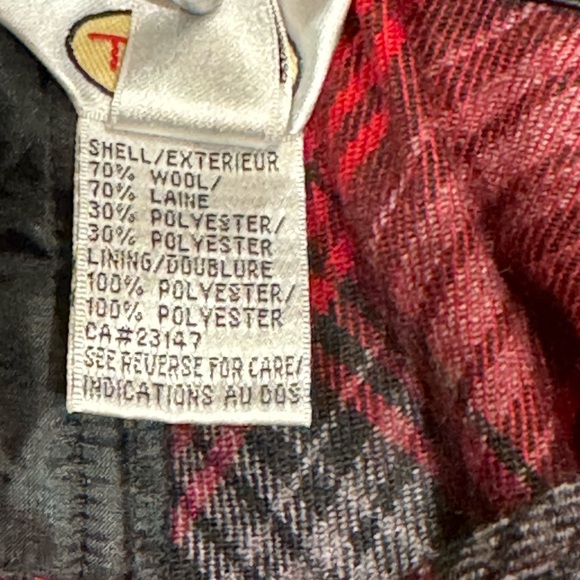 SHELL/EXTERIEUR
70% WOOL/
70% LAINE
30% POLYESTER/
30% POLYESTER
LINING/DOUBLURE
100% POLYESTER/
100% POLYESTER
CA#23147
SEE REVERSE FOR CARE/
INDICATIONS AU DOS